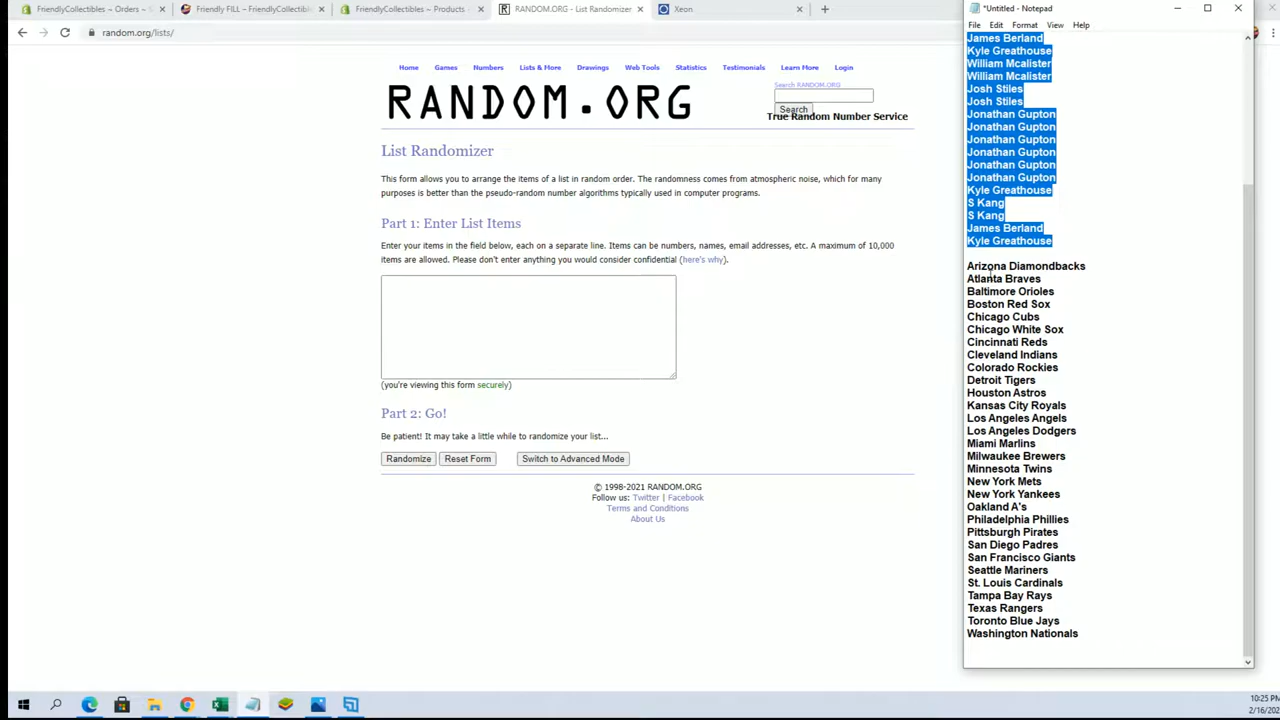 FriendlyCollectibles ~ Orders ~ S
Friendly FILL – FriendlyCollectibl
FriendlyCollectibles ~ Products ~
RANDOM.ORG - List Randomizer
Xeon
random.org/lists/
Home
Games
Numbers
Lists & More
Drawings
Web Tools
Statistics
Testimonials
Learn More
Login
RANDOM.ORG
Search RANDOM.ORG
Search
True Random Number Service
List Randomizer
This form allows you to arrange the items of a list in random order. The randomness comes from atmospheric noise, which for many
purposes is better than the pseudo-random number algorithms typically used in computer programs.
Part 1: Enter List Items
Enter your items in the field below, each on a separate line. Items can be numbers, names, email addresses, etc. A maximum of 10,000
items are allowed. Please don't enter anything you would consider confidential (here's why).
(you're viewing this form securely)
Part 2: Go!
Be patient! It may take a little while to randomize your list...
Randomize
Reset Form
Switch to Advanced Mode
© 1998-2021 RANDOM.ORG
Follow us: Twitter | Facebook
Terms and Conditions
About Us
*Untitled - Notepad
File Edit Format View Help
James Berland
Kyle Greathouse
William Mcalister
William Mcalister
Josh Stiles
Josh Stiles
Jonathan Gupton
Jonathan Gupton
Jonathan Gupton
Jonathan Gupton
Jonathan Gupton
Jonathan Gupton
Kyle Greathouse
S Kang
S Kang
James Berland
Kyle Greathouse
Arizona Diamondbacks
Atlanta Braves
Baltimore Orioles
Boston Red Sox
Chicago Cubs
Chicago White Sox
Cincinnati Reds
Cleveland Indians
Colorado Rockies
Detroit Tigers
Houston Astros
Kansas City Royals
Los Angeles Angels
Los Angeles Dodgers
Miami Marlins
Milwaukee Brewers
Minnesota Twins
New York Mets
New York Yankees
Oakland A's
Philadelphia Phillies
Pittsburgh Pirates
San Diego Padres
San Francisco Giants
Seattle Mariners
St. Louis Cardinals
Tampa Bay Rays
Texas Rangers
Toronto Blue Jays
Washington Nationals
10:25 PM
2/16/202